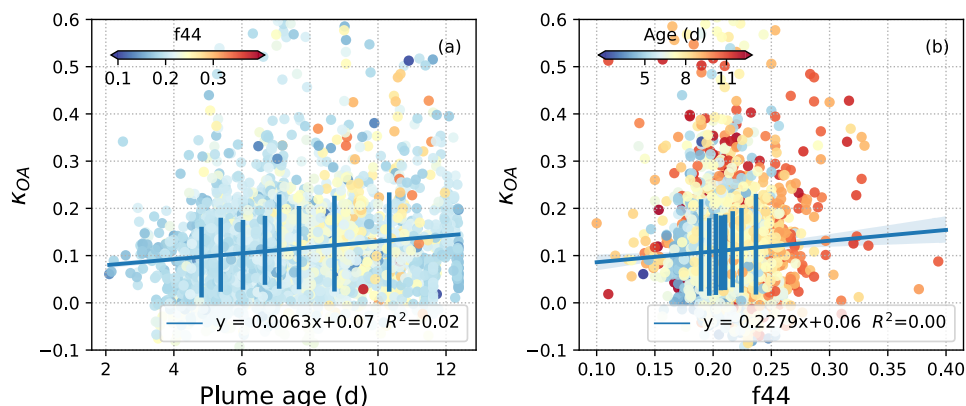 f44
0.1 0.2 0.3
(a)
0.6
0.5
0.4
0.3
0.2
0.1
0.0
−0.1
κOA
y = 0.0063x+0.07 R²=0.02
2 4 6 8 10 12
Plume age (d)
Age (d)
5 8 11
(b)
0.6
0.5
0.4
0.3
0.2
0.1
0.0
−0.1
κOA
y = 0.2279x+0.06 R²=0.00
0.10 0.15 0.20 0.25 0.30 0.35 0.40
f44